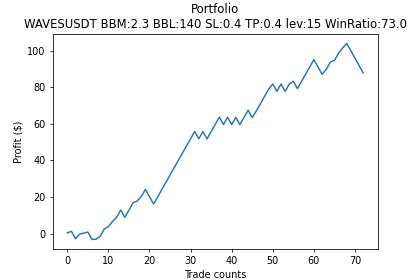 Portfolio
WAVESUSDT BBM:2.3 BBL:140 SL:0.4 TP:0.4 lev:15 WinRatio:73.0
100
80
60
40
20
0
Profit ($)
0 10 20 30 40 50 60 70
Trade counts